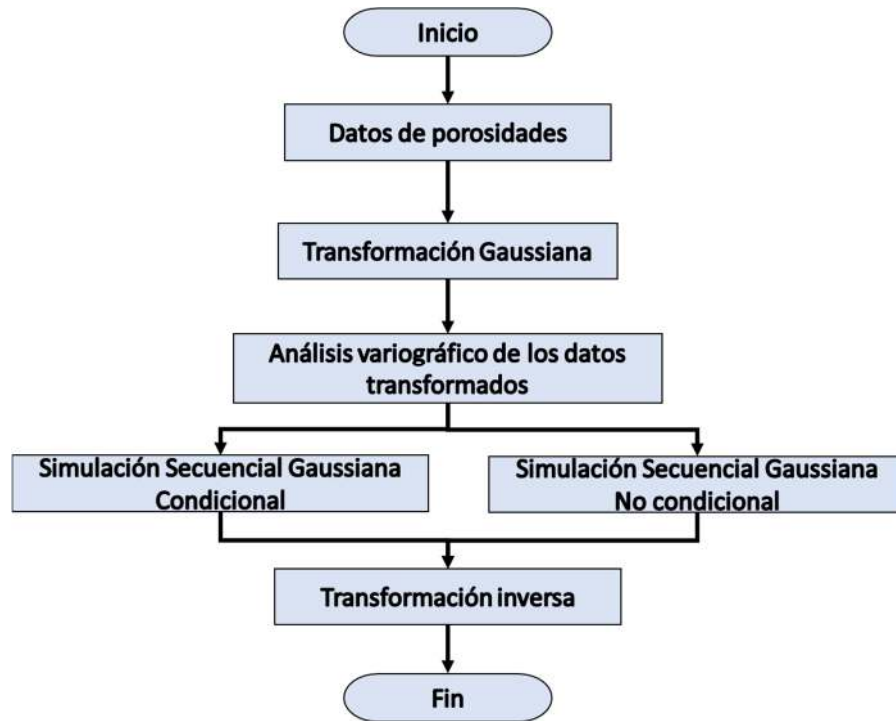 Inicio
Datos de porosidades
Transformación Gaussiana
Análisis variográfico de los datos
transformados
Simulación Secuencial Gaussiana
Condicional
Simulación Secuencial Gaussiana
No condicional
Transformación inversa
Fin